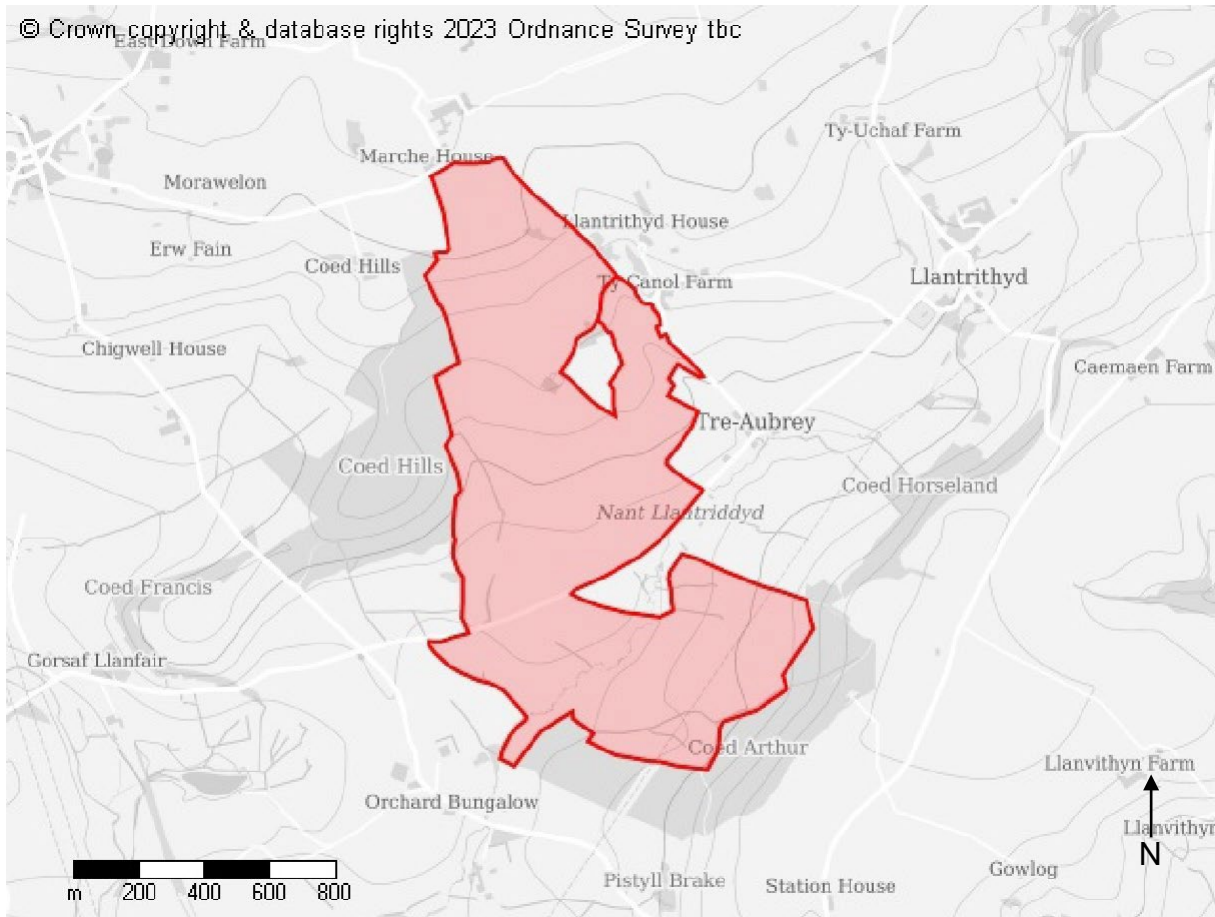 © Crown copyright & database rights 2023 Ordnance Survey tbc
East Down Farm
Ty-Uchaf Farm
Marche House
Morawelon
Llantrithyd House
Erw Fain
Coed Hills
Ty Canol Farm
Llantrithyd
Chigwell House
Caemaen Farm
Tre-Aubrey
Coed Hills
Coed Horseland
Nant Llantriddyd
Coed Francis
Gorsaf Llanfair
Coed Arthur
Llanvithyn Farm
Orchard Bungalow
Llanvithyn
N
Gowlog
Pistyll Brake
Station House
m 200 400 600 800